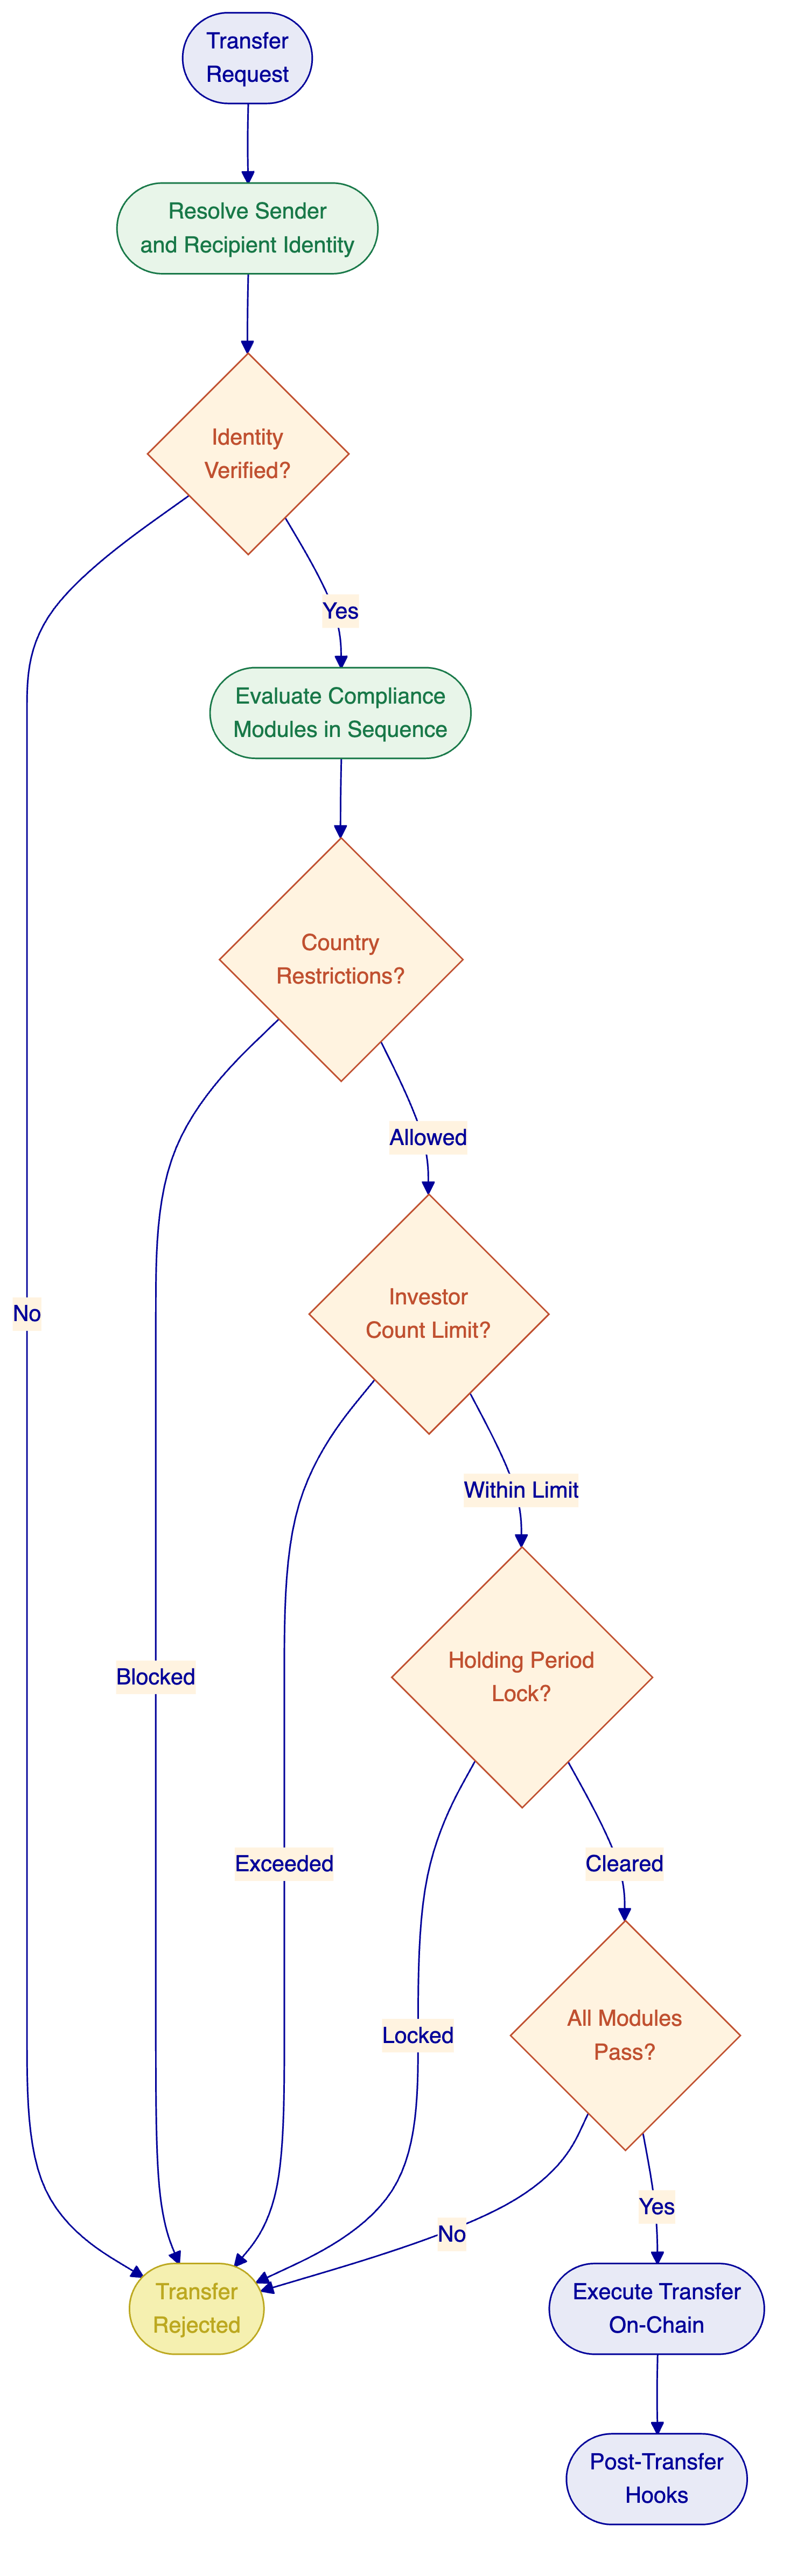 Transfer
Request
Resolve Sender
and Recipient Identity
Identity
Verified?
Yes
Evaluate Compliance
Modules in Sequence
Country
Restrictions?
Allowed
Investor
Count Limit?
No
Within Limit
Holding Period
Lock?
Blocked
Exceeded
Cleared
All Modules
Pass?
Locked
Yes
No
Transfer
Rejected
Execute Transfer
On-Chain
Post-Transfer
Hooks